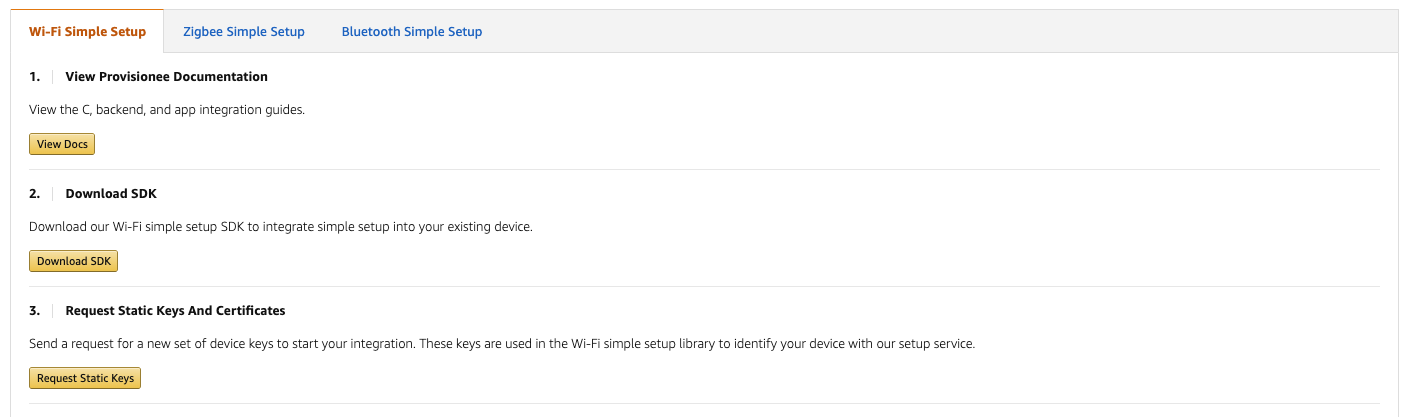 Wi-Fi Simple Setup Zigbee Simple Setup Bluetooth Simple Setup
1. View Provisionee Documentation
View the C, backend, and app integration guides.
View Docs
2. Download SDK
Download our Wi-Fi simple setup SDK to integrate simple setup into your existing device.
Download SDK
3. Request Static Keys And Certificates
Send a request for a new set of device keys to start your integration. These keys are used in the Wi-Fi simple setup library to identify your device with our setup service.
Request Static Keys